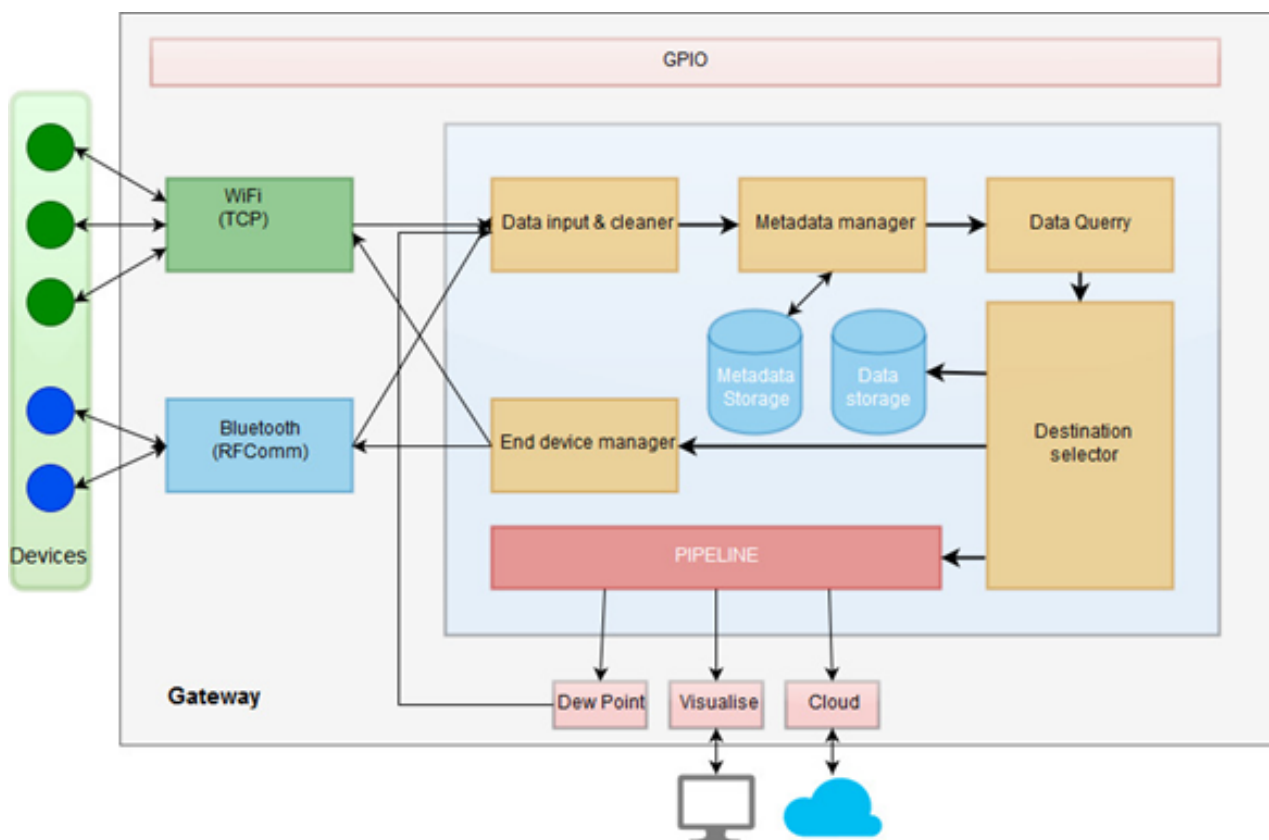 GPIO
WiFi
(TCP)
Data input & cleaner
Metadata manager
Data Querry
Metadata
Storage
Data
storage
Bluetooth
(RFComm)
End device manager
Destination
selector
Devices
PIPELINE
Gateway
Dew Point
Visualise
Cloud